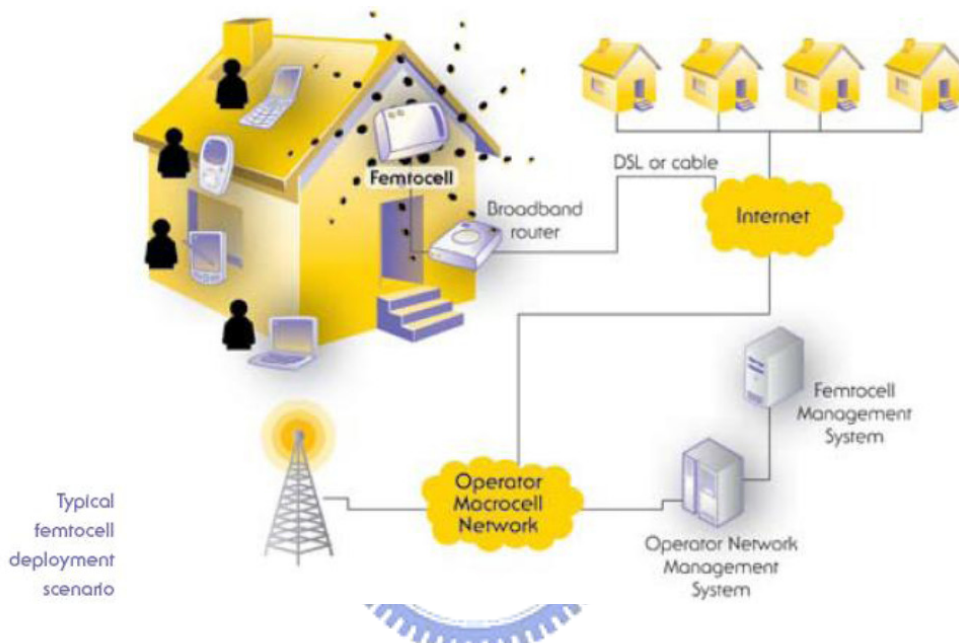 Femtocell
Broadband
router
DSL or cable
Internet
Femtocell
Management
System
Operator
Macrocell
Network
Operator Network
Management
System
Typical
femtocell
deployment
scenario